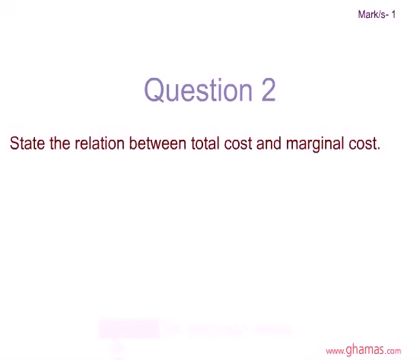 Mark/s- 1
Question 2
State the relation between total cost and marginal cost.
www.ghamas.com